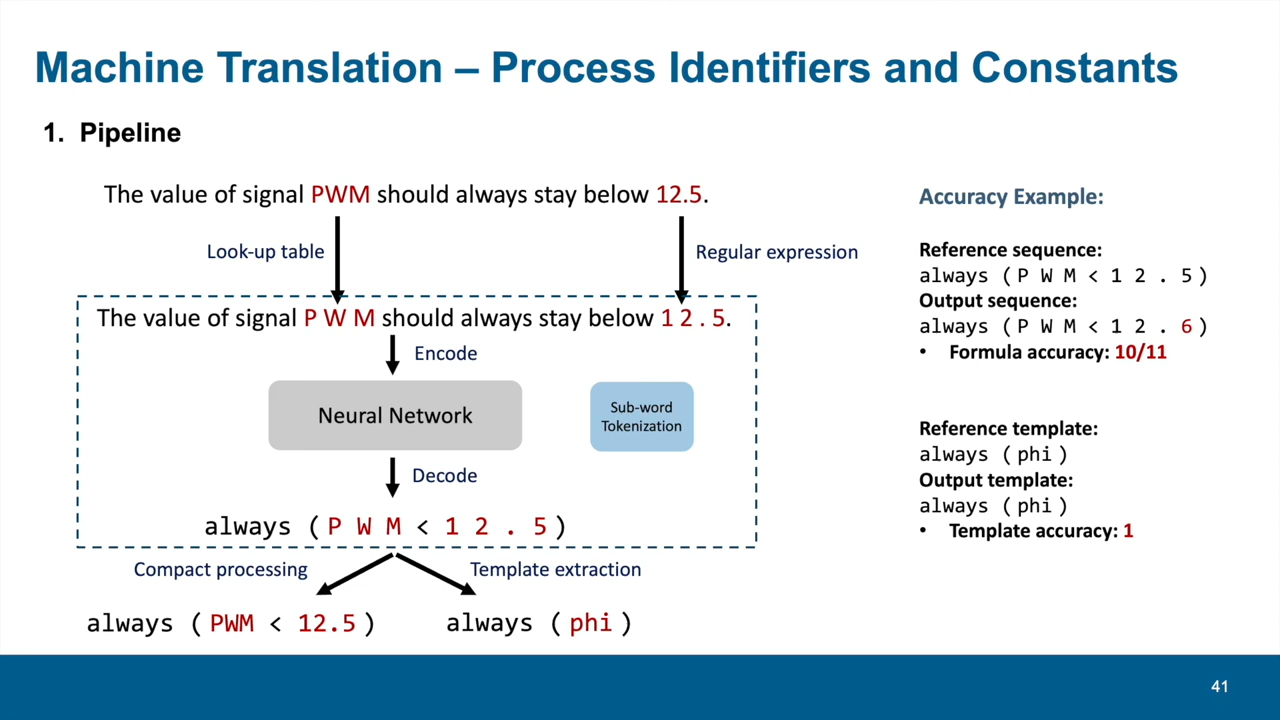 Machine Translation – Process Identifiers and Constants
1. Pipeline
The value of signal PWM should always stay below 12.5.
Look-up table
Regular expression
The value of signal P W M should always stay below 1 2 . 5.
Encode
Neural Network
Sub-word
Tokenization
Decode
always ( P W M < 1 2 . 5 )
Compact processing
Template extraction
always ( PWM < 12.5 )
always ( phi )
Accuracy Example:
Reference sequence:
always ( P W M < 1 2 . 5 )
Output sequence:
always ( P W M < 1 2 . 6 )
• Formula accuracy: 10/11
Reference template:
always ( phi )
Output template:
always ( phi )
• Template accuracy: 1
41